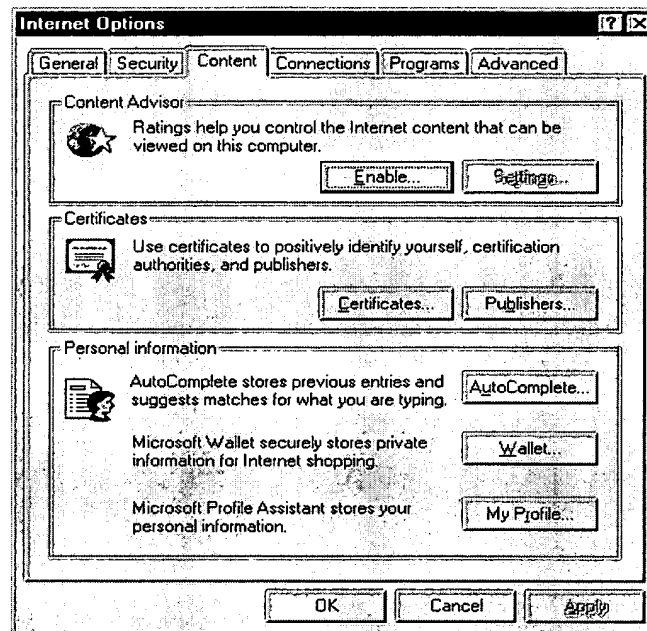 Internet Options
General Security Content Connections Programs Advanced
Content Advisor
Ratings help you control the Internet content that can be
viewed on this computer.
Enable... Settings...
Certificates
Use certificates to positively identify yourself, certification
authorities, and publishers.
Certificates... Publishers...
Personal information
AutoComplete stores previous entries and
suggests matches for what you are typing.
AutoComplete...
Microsoft Wallet securely stores private
information for Internet shopping.
Wallet...
Microsoft Profile Assistant stores your
personal information.
My Profile...
OK Cancel Apply